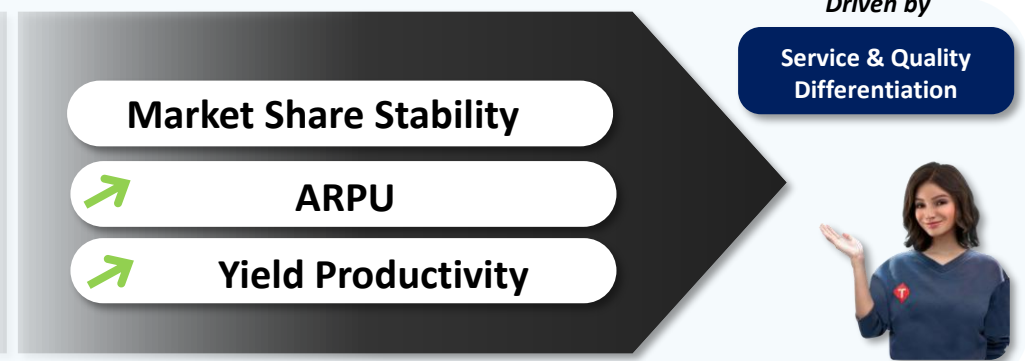 Driven by
Service & Quality
Differentiation
Market Share Stability
ARPU
Yield Productivity
T